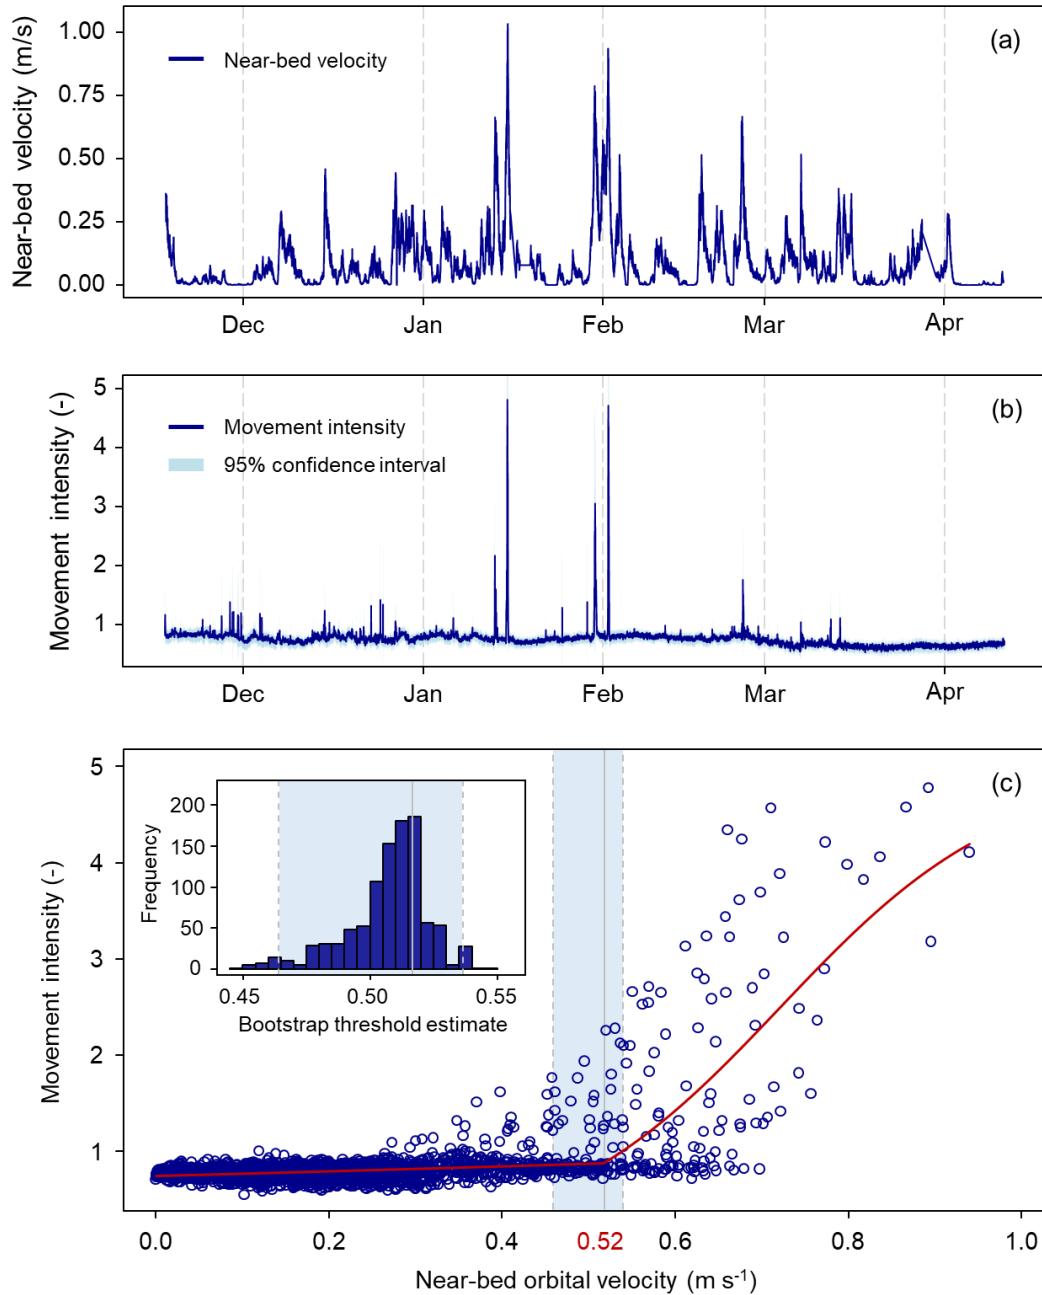 Near-bed velocity (m/s)
1.00
0.75
0.50
0.25
0.00
Near-bed velocity
(a)
Dec Jan Feb Mar Apr
Movement intensity (-)
5
4
3
2
1
Movement intensity
95% confidence interval
(b)
Dec Jan Feb Mar Apr
Movement intensity (-)
5
4
3
2
1
(c)
Frequency
200
150
100
50
0
0.45 0.50 0.55
Bootstrap threshold estimate
0.0 0.2 0.4 0.52 0.6 0.8 1.0
Near-bed orbital velocity (m s⁻¹)